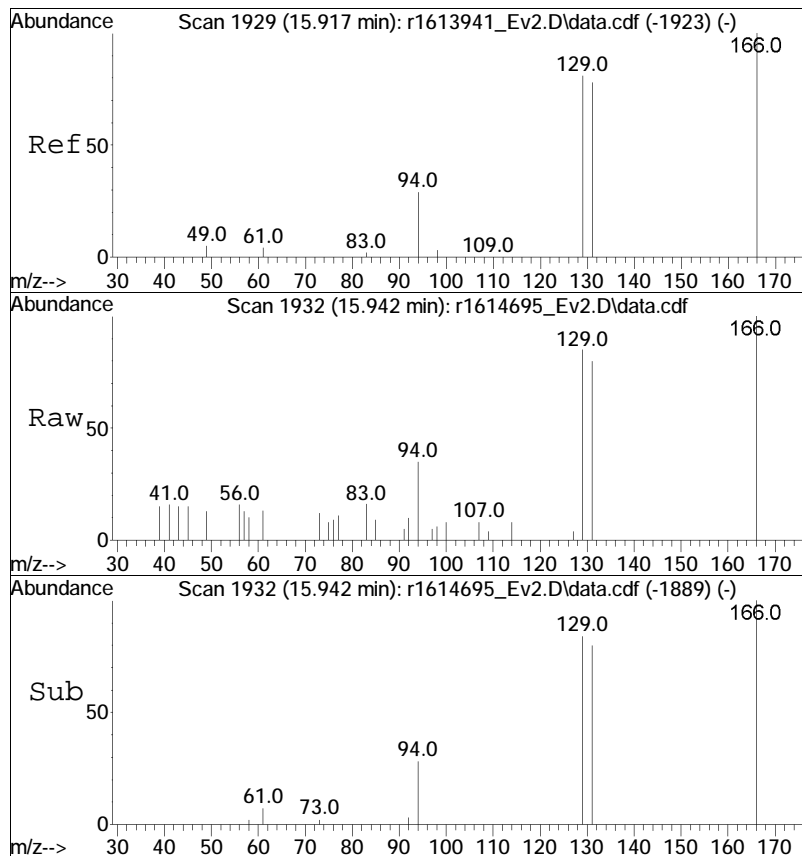 Abundance Scan 1929 (15.917 min): r1613941_Ev2.D\data.cdf (-1923) (-)
166.0
129.0
Ref 50
94.0
49.0 61.0 83.0 109.0
0
30 40 50 60 70 80 90 100 110 120 130 140 150 160 170
m/z-->
Abundance Scan 1932 (15.942 min): r1614695_Ev2.D\data.cdf
166.0
129.0
Raw 50
94.0
41.0 56.0 83.0 107.0
0
30 40 50 60 70 80 90 100 110 120 130 140 150 160 170
m/z-->
Abundance Scan 1932 (15.942 min): r1614695_Ev2.D\data.cdf (-1889) (-)
166.0
129.0
Sub 50
94.0
61.0 73.0
0
30 40 50 60 70 80 90 100 110 120 130 140 150 160 170
m/z-->